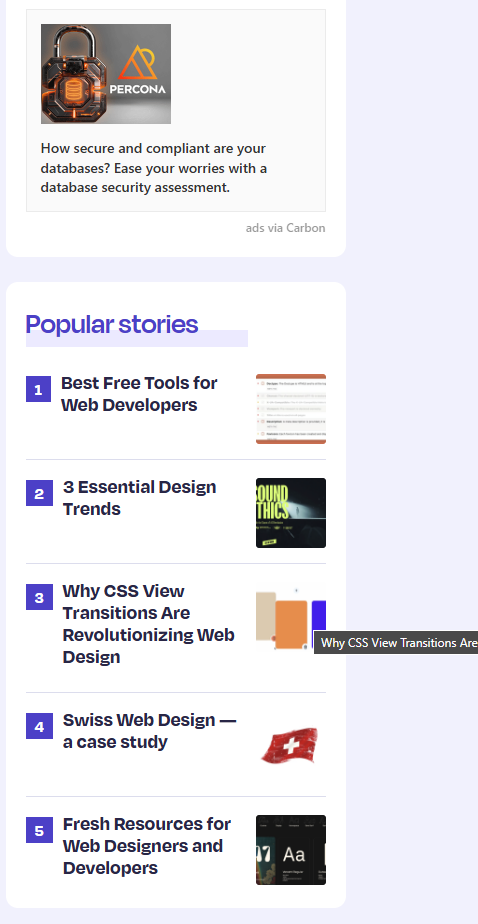 PERCONA
How secure and compliant are your
databases? Ease your worries with a
database security assessment.
ads via Carbon
Popular stories
1
Best Free Tools for
Web Developers
2
3 Essential Design
Trends
OUND
THICS
3
Why CSS View
Transitions Are
Revolutionizing Web
Design
Why CSS View Transitions Are
4
Swiss Web Design —
a case study
5
Fresh Resources for
Web Designers and
Developers
Aa